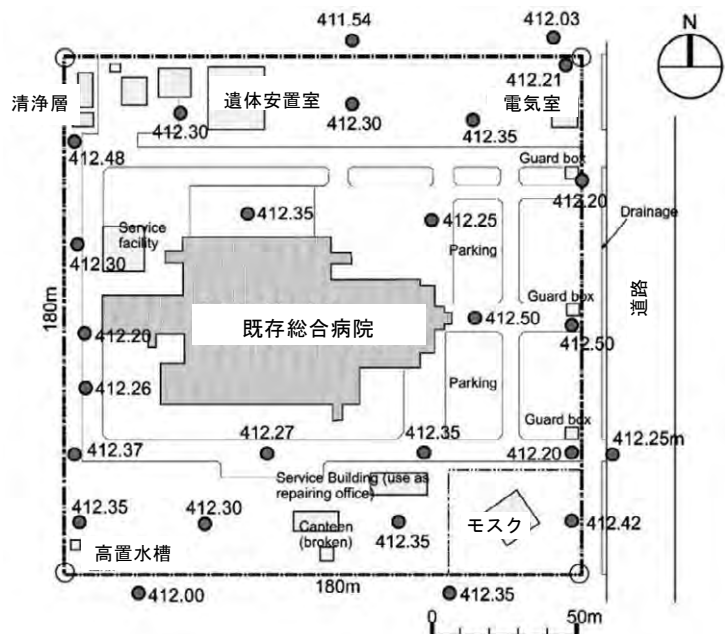 411.54
412.03
N
412.21
清浄層
遺体安置室
電気室
412.30
412.30
412.35
412.48
Guard box
412.20
412.35
412.25
Drainage
Service
facility
Parking
412.30
Guard box
道路
180m
既存総合病院
412.50
412.50
412.20
Parking
412.26
Guard box
412.37
412.27
412.35
412.20
412.25m
Service Building (use as
repairing office)
412.35
412.30
Canteen
(broken)
412.35
モスク
412.42
高置水槽
180m
412.00
412.35
0
50m